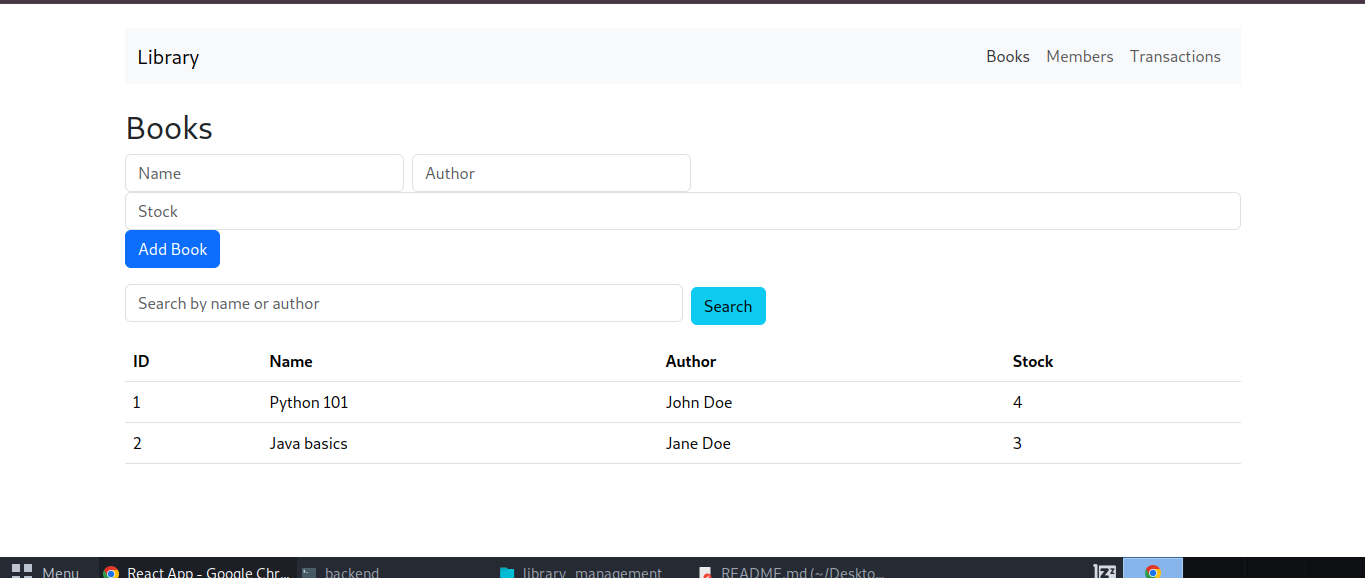 Library Books Members Transactions
Books
Name Author
Stock
Add Book
Search by name or author Search
ID Name Author Stock
1 Python 101 John Doe 4
2 Java basics Jane Doe 3
Menu React App - Google Chr... backend library_management README.md (~/Deskto...